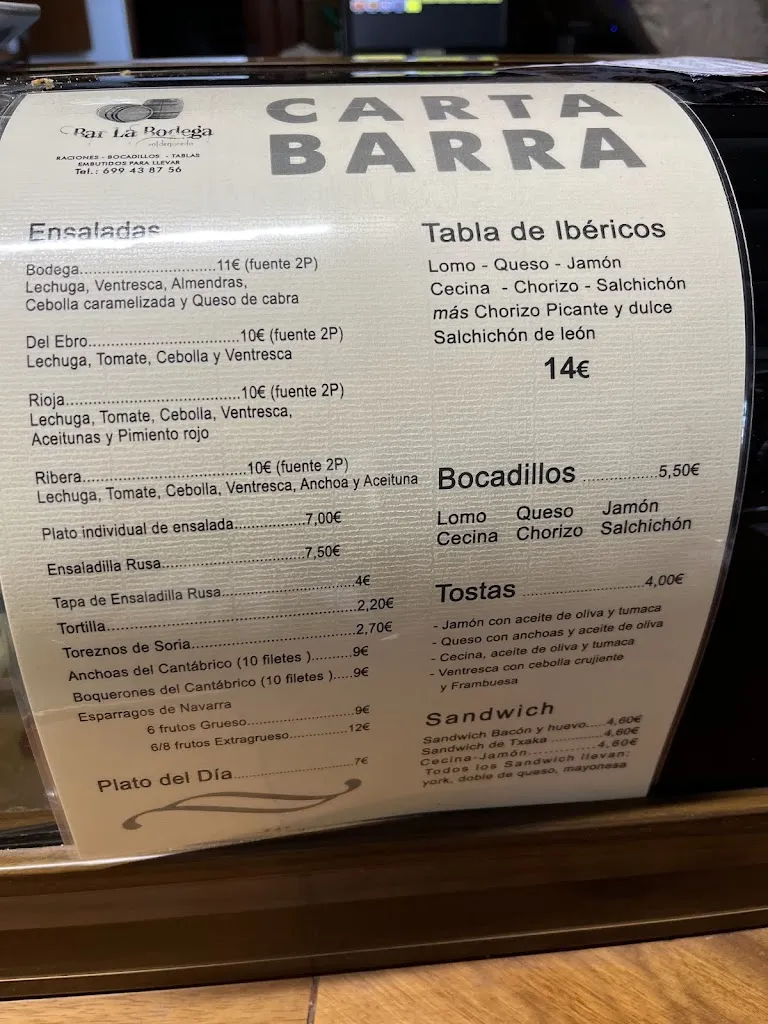 Bar La Bodega
valdequeedo
RACIONES - BOCADILLOS - TABLAS
EMBUTIDOS PARA LLEVAR
Tel.: 699 43 87 56
CARTA
BARRA
Ensaladas
Bodega..............................11€ (fuente 2P)
Lechuga, Ventresca, Almendras,
Cebolla caramelizada y Queso de cabra
Del Ebro.................................10€ (fuente 2P)
Lechuga, Tomate, Cebolla y Ventresca
Rioja......................................10€ (fuente 2P)
Lechuga, Tomate, Cebolla, Ventresca,
Aceitunas y Pimiento rojo
Ribera....................................10€ (fuente 2P)
Lechuga, Tomate, Cebolla, Ventresca, Anchoa y Aceituna
Plato individual de ensalada...............7,00€
Ensaladilla Rusa..............................7,50€
Tapa de Ensaladilla Rusa............................4€
Tortilla.....................................................2,20€
Toreznos de Soria...................................2,70€
Anchoas del Cantábrico (10 filetes )..........9€
Boquerones del Cantábrico (10 filetes ).....9€
Esparragos de Navarra
6 frutos Grueso..........................9€
6/8 frutos Extragrueso...............12€
Plato del Día..........................7€
Tabla de Ibéricos
Lomo - Queso - Jamón
Cecina - Chorizo - Salchichón
más Chorizo Picante y dulce
Salchichón de león
14€
Bocadillos ..............5,50€
Lomo Queso Jamón
Cecina Chorizo Salchichón
Tostas ......................4,00€
- Jamón con aceite de oliva y tumaca
- Queso con anchoas y aceite de oliva
- Cecina, aceite de oliva y tumaca
- Ventresca con cebolla crujiente
y Frambuesa
Sandwich
Sandwich Bacón y huevo.....4,60€
Sandwich de Txaka ............4,60€
Cecina-Jamón..............4,60€
Todos los Sandwich llevan:
york, doble de queso, mayonesa